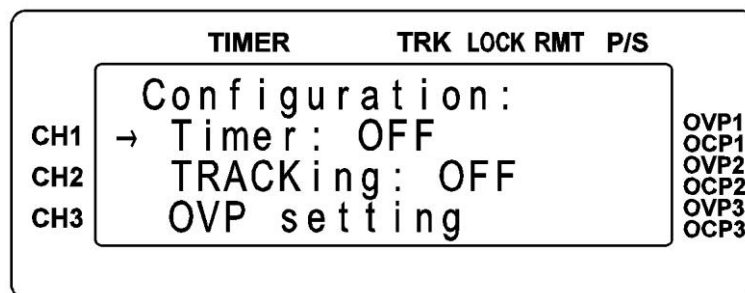 TIMER TRK LOCK RMT P/S
Configuration:
CH1 → Timer: OFF OVP1
OCP1
CH2 TRACKing: OFF OVP2
OCP2
CH3 OVP setting OVP3
OCP3